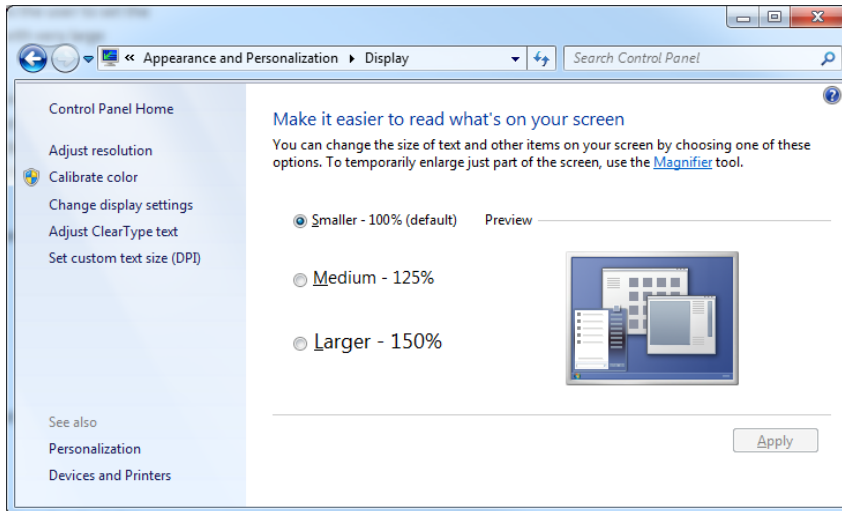 « Appearance and Personalization ▸ Display
Search Control Panel
Control Panel Home
Adjust resolution
Calibrate color
Change display settings
Adjust ClearType text
Set custom text size (DPI)
See also
Personalization
Devices and Printers
Make it easier to read what's on your screen
You can change the size of text and other items on your screen by choosing one of these
options. To temporarily enlarge just part of the screen, use the Magnifier tool.
Smaller - 100% (default)
Preview
Medium - 125%
Larger - 150%
Apply